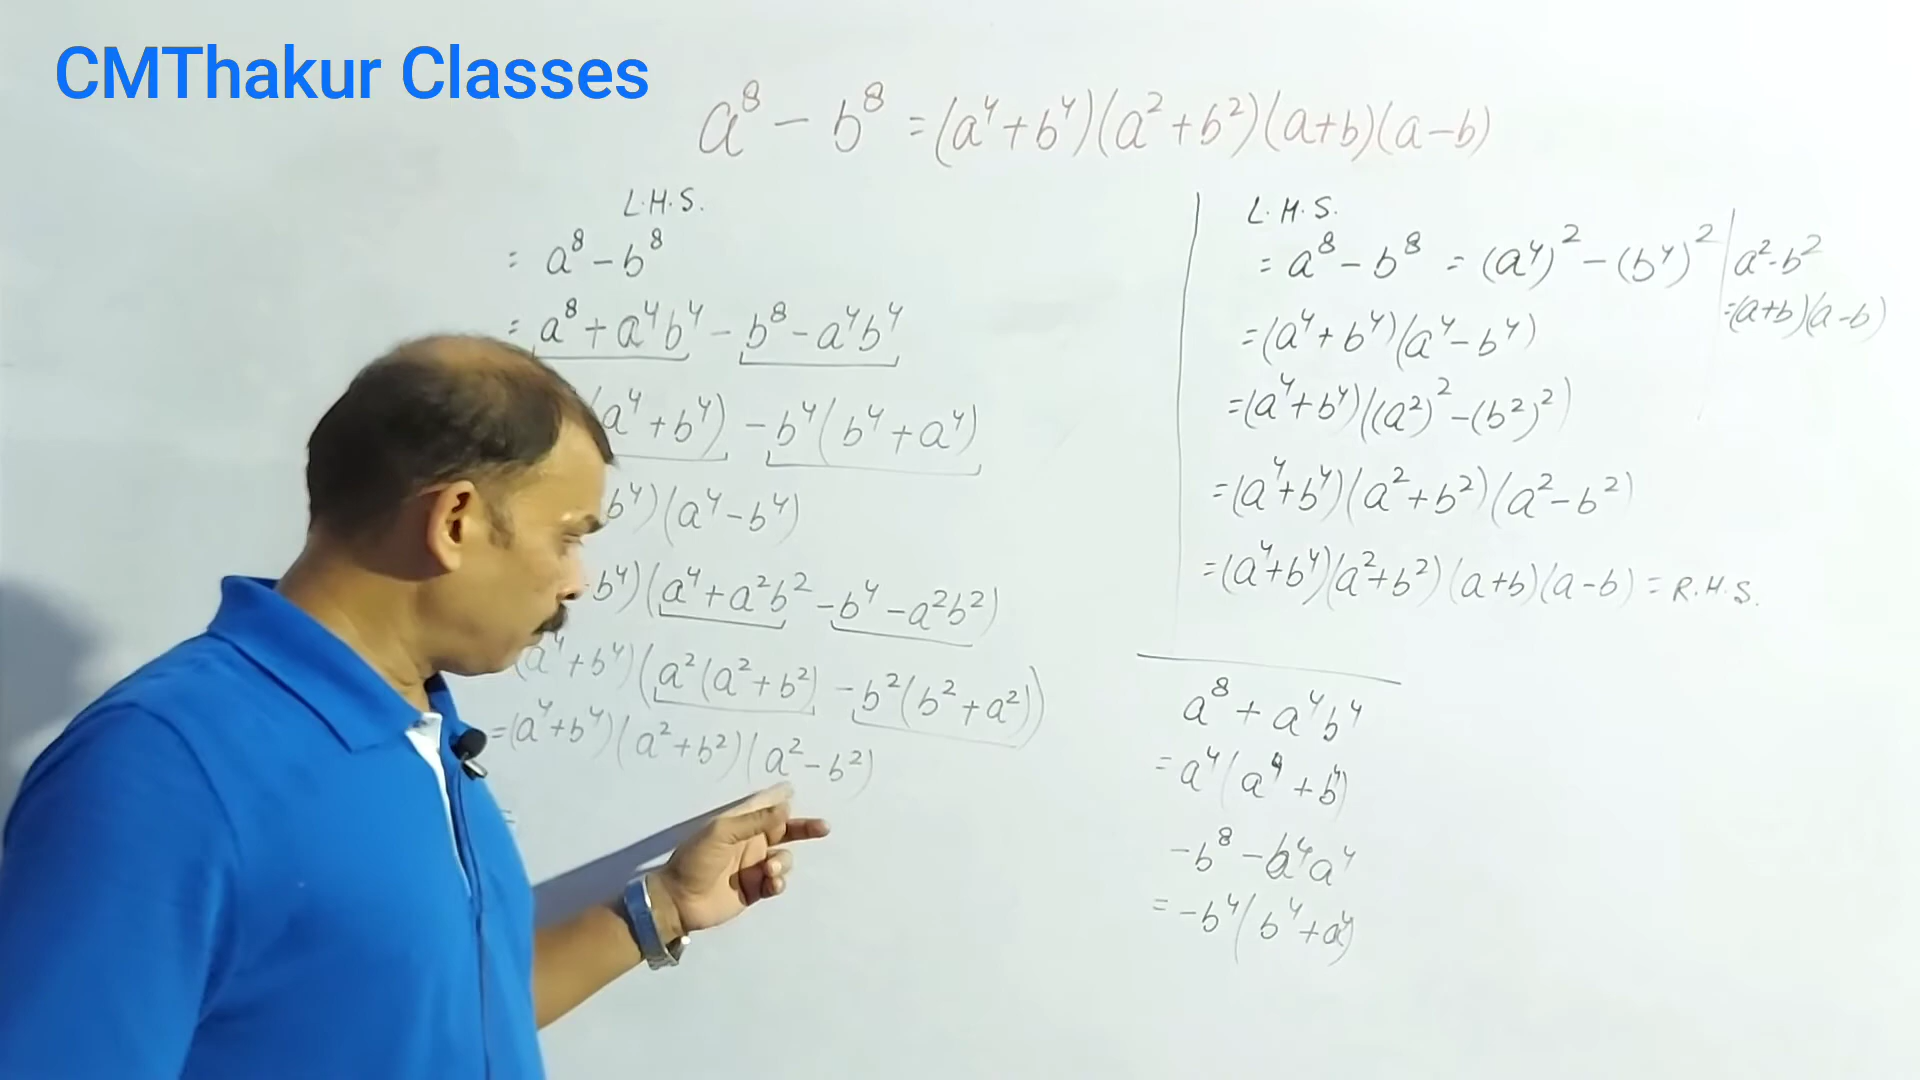 CMThakur Classes
a⁸ - b⁸ = (a⁴+b⁴)(a²+b²)(a+b)(a-b)
L.H.S.
= a⁸ - b⁸
= a⁸ + a⁴b⁴ - b⁸ - a⁴b⁴
(a⁴+b⁴) - b⁴(b⁴+a⁴)
b⁴)(a⁴-b⁴)
b⁴)(a⁴+a²b² - b⁴ - a²b²)
(a⁴+b⁴)(a²(a²+b²) - b²(b²+a²))
=(a⁴+b⁴)(a²+b²)(a²-b²)
=
L.H.S.
= a⁸ - b⁸ = (a⁴)² - (b⁴)²
=(a⁴+b⁴)(a⁴-b⁴)
=(a⁴+b⁴)((a²)²-(b²)²)
=(a⁴+b⁴)(a²+b²)(a²-b²)
=(a⁴+b⁴)(a²+b²)(a+b)(a-b) = R.H.S.
a²-b²
=(a+b)(a-b)
a⁸ + a⁴b⁴
= a⁴(a⁴+b⁴)
-b⁸ - b⁴a⁴
= -b⁴(b⁴+a⁴)